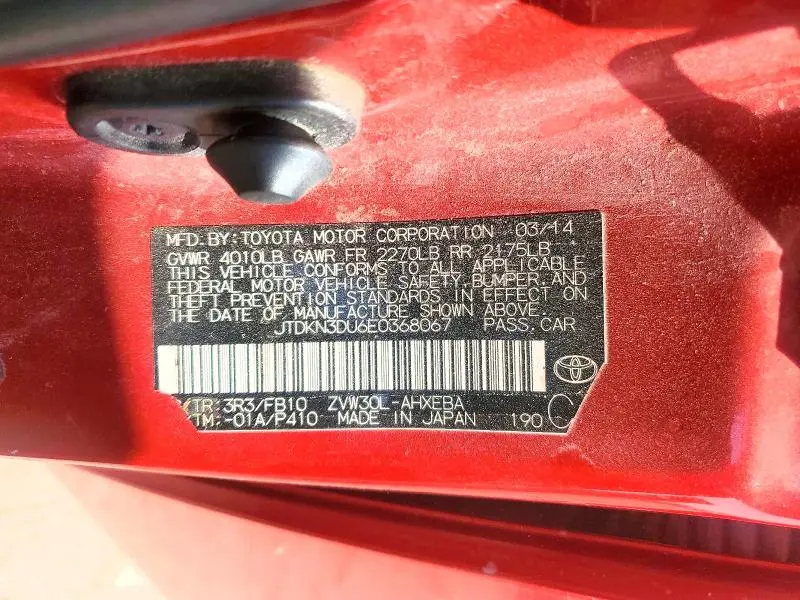 MFD. BY: TOYOTA MOTOR CORPORATION 03/14
GVWR 4010LB GAWR FR 2270LB RR 2175LB
THIS VEHICLE CONFORMS TO ALL APPLICABLE
FEDERAL MOTOR VEHICLE SAFETY, BUMPER, AND
THEFT PREVENTION STANDARDS IN EFFECT ON
THE DATE OF MANUFACTURE SHOWN ABOVE.
JTDKN3DU6E0368067 PASS. CAR
/TR 3R3/FB10 ZVW30L-AHXEBA
/TM: -01A/P410 MADE IN JAPAN 190 C